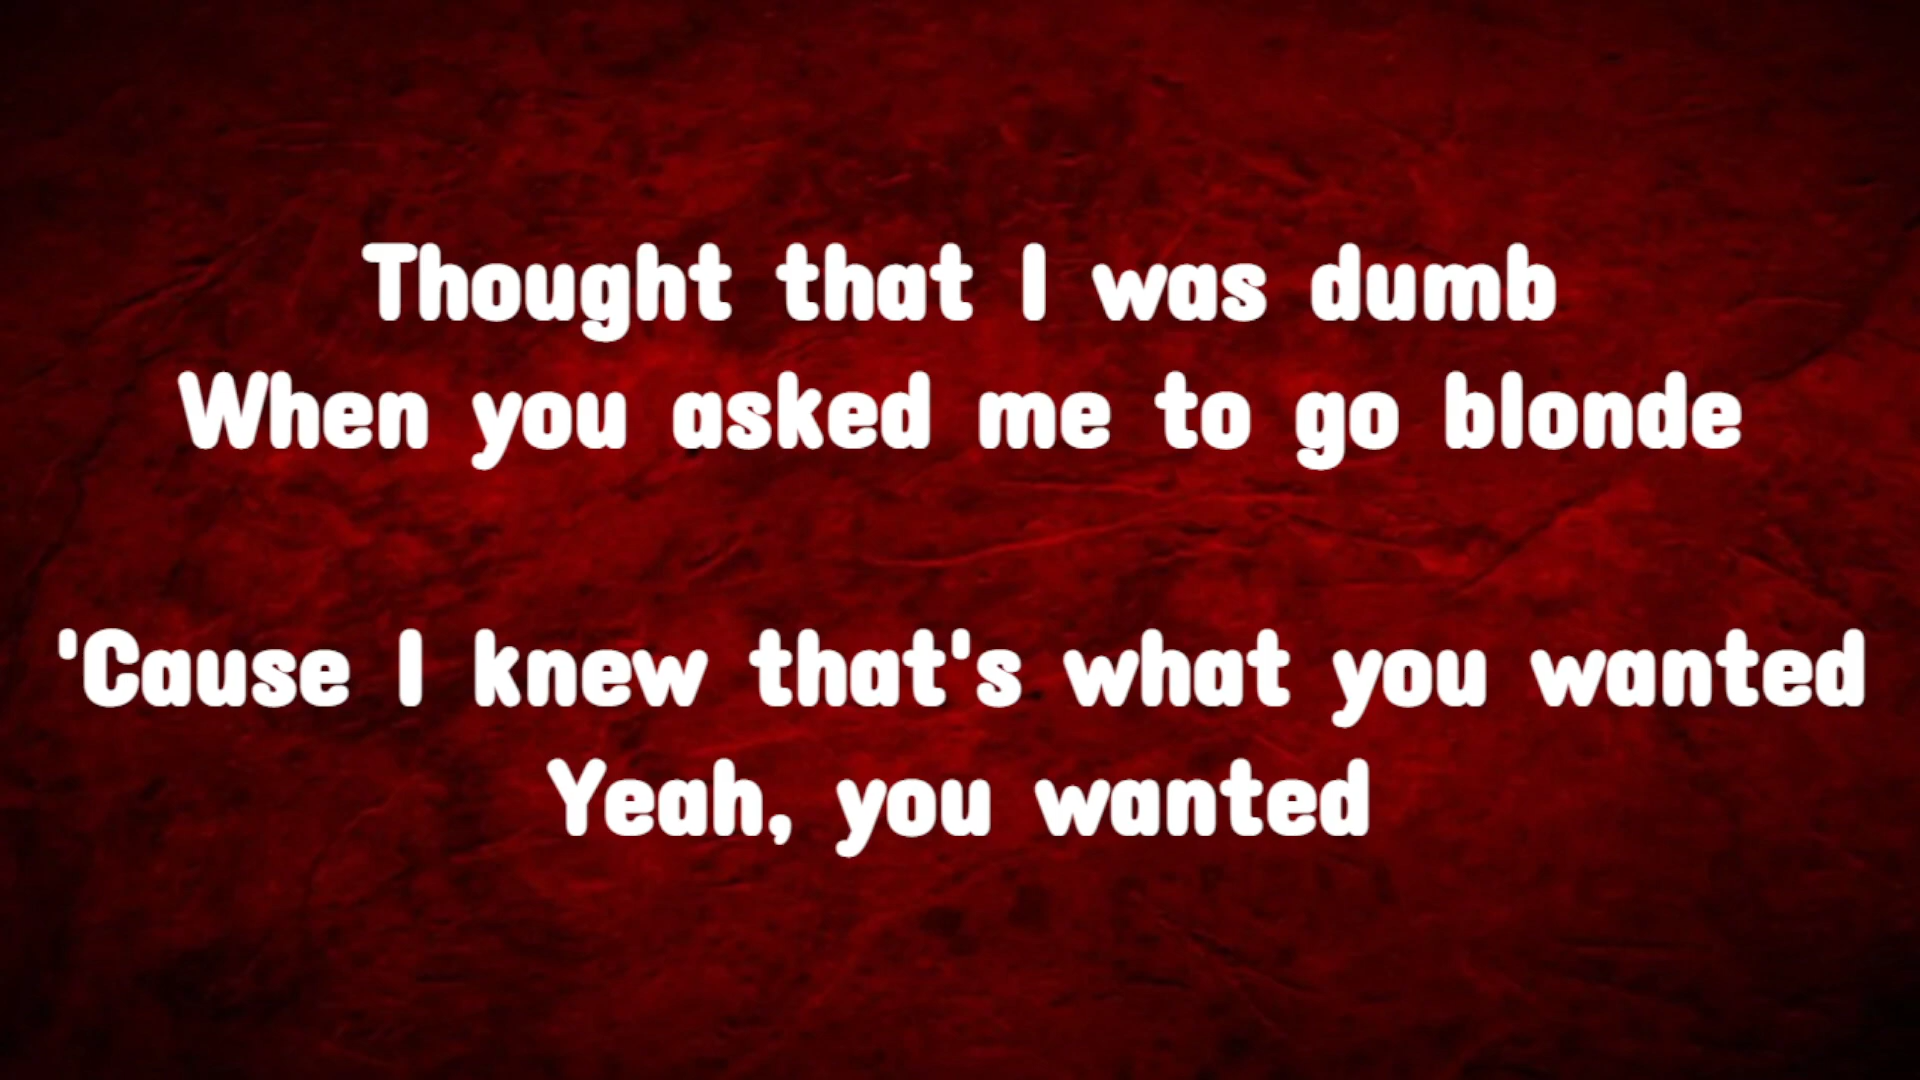 Thought that I was dumb
When you asked me to go blonde
'Cause I knew that's what you wanted
Yeah, you wanted